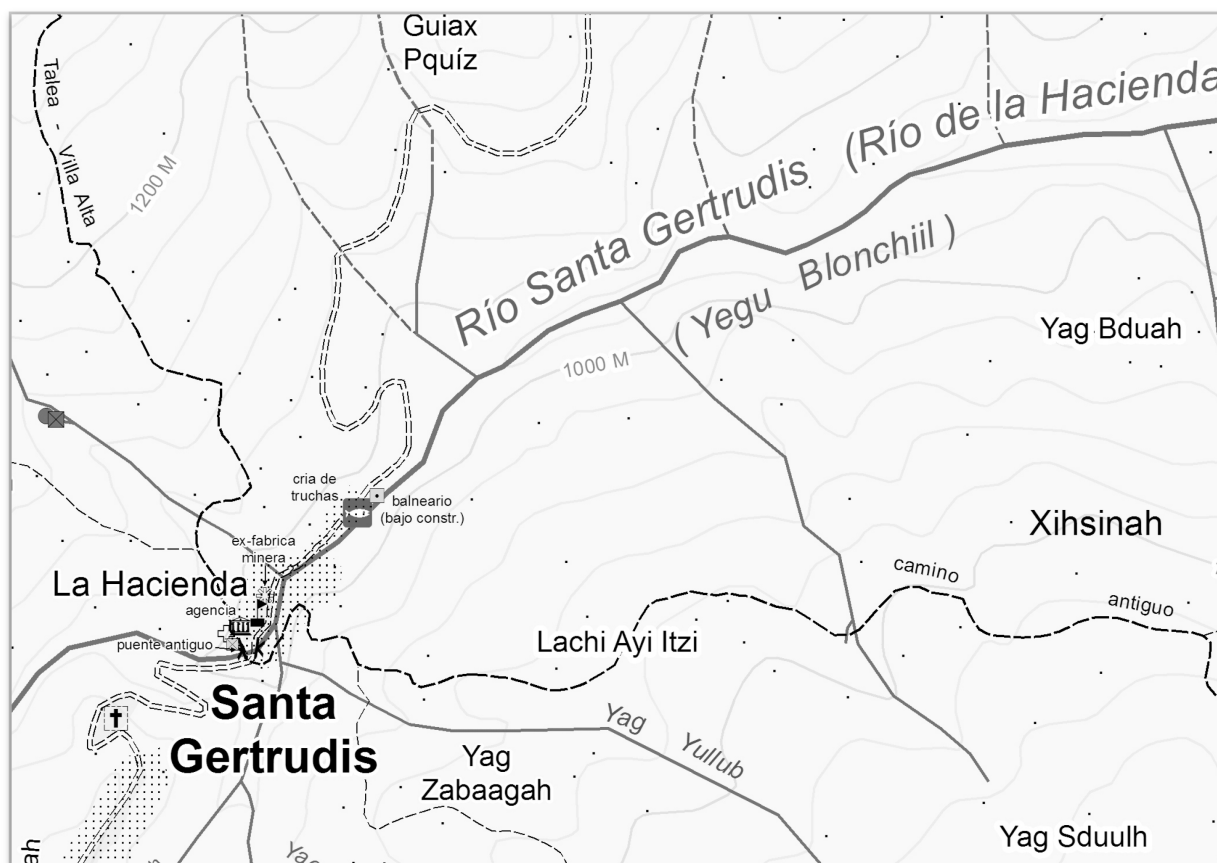 Guiax
Pquíz
Talea - Villa Alta
1200 M
Río Santa Gertrudis (Río de la Hacienda
( Yegu Blonchiil )
Yag Bduah
1000 M
cria de
truchas
balneario
(bajo constr.)
Xihsinah
ex-fabrica
minera
camino
antiguo
La Hacienda
agencia
puente antiguo
Lachi Ayi Itzi
Santa
Gertrudis
Yag Yullub
Yag
Zabaagah
Yag Sduulh